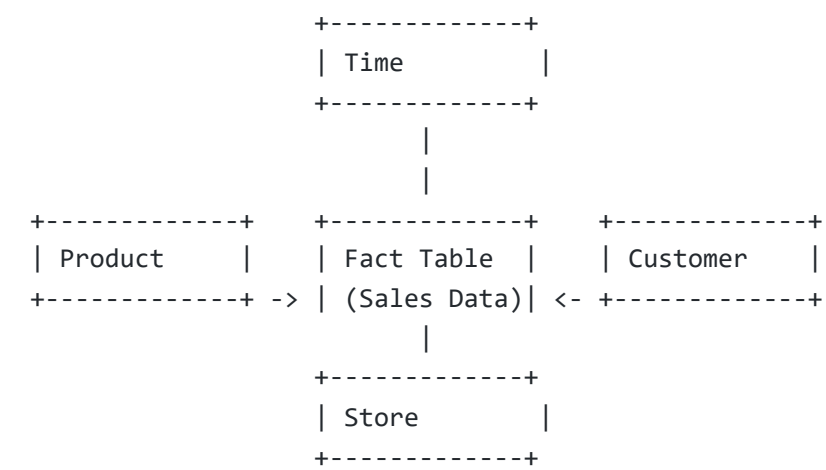 +-------------+
| Time        |
+-------------+
|
|
+-------------+    +-------------+    +-------------+
| Product     |    | Fact Table  |    | Customer    |
+-------------+ -> | (Sales Data)| <- +-------------+
|
+-------------+
| Store       |
+-------------+